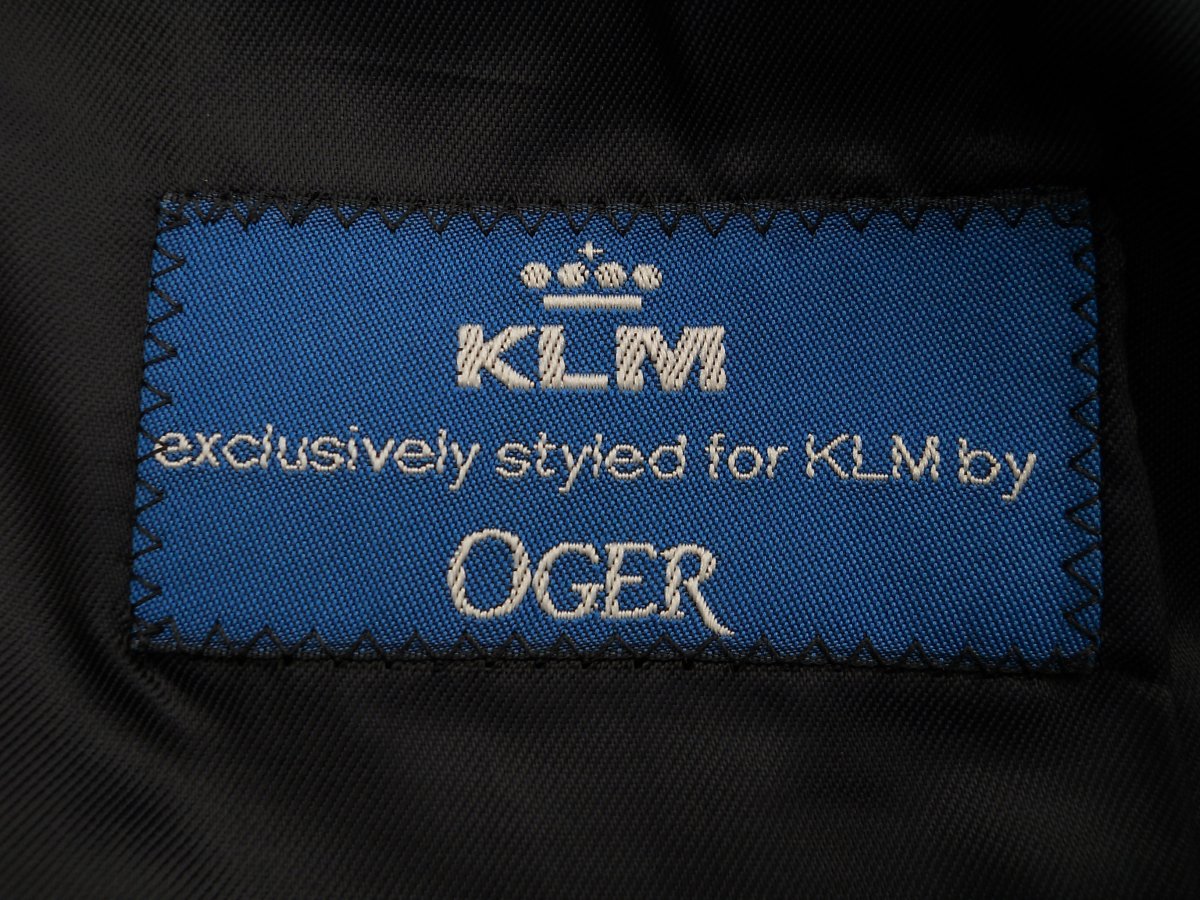 KLM
exclusively styled for KLM by
OGER